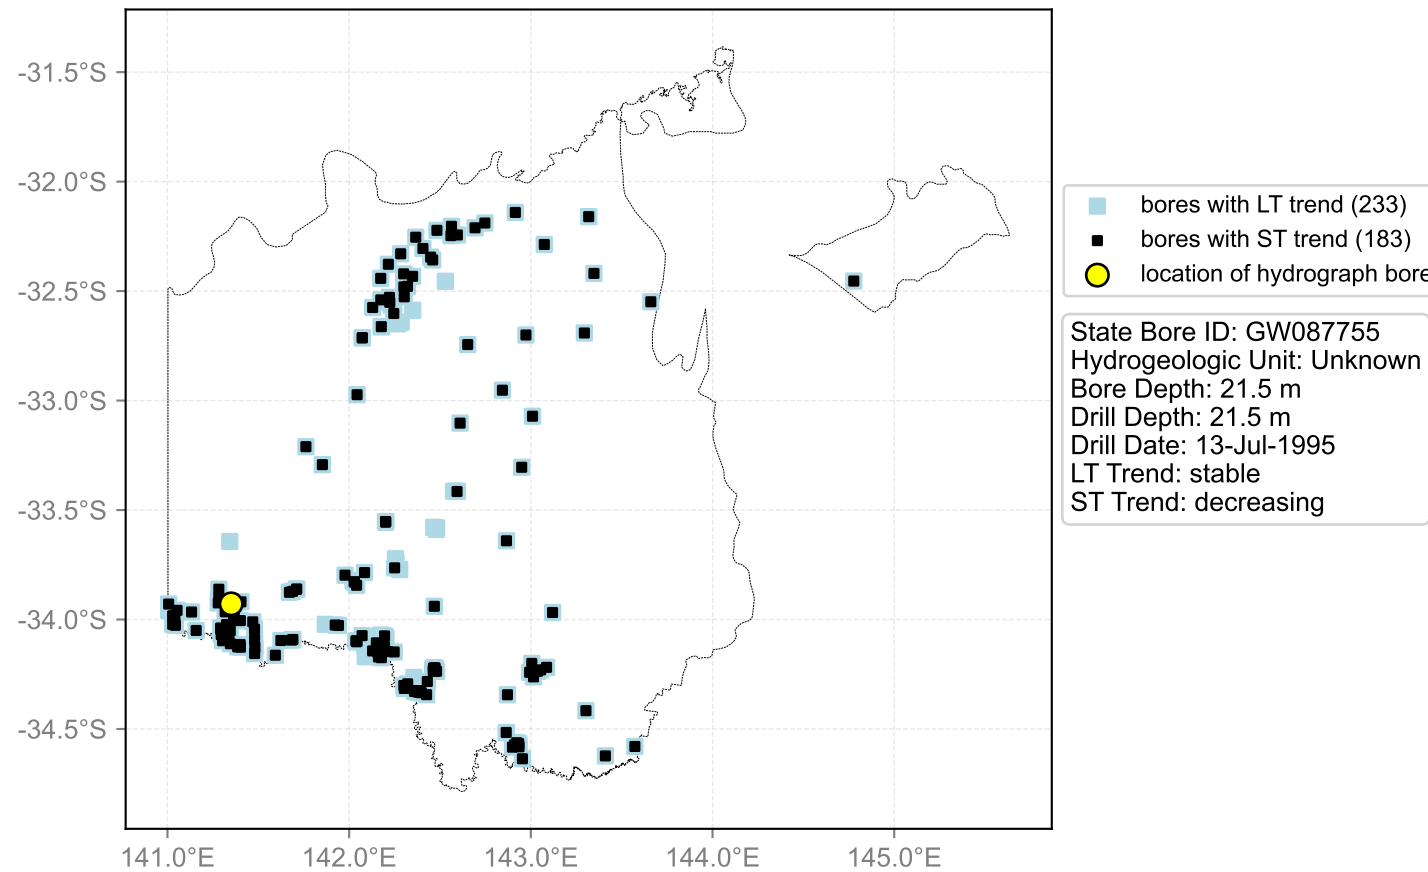 -31.5°S
-32.0°S
-32.5°S
-33.0°S
-33.5°S
-34.0°S
-34.5°S
141.0°E
142.0°E
143.0°E
144.0°E
145.0°E
bores with LT trend (233)
bores with ST trend (183)
location of hydrograph bore
State Bore ID: GW087755
Hydrogeologic Unit: Unknown
Bore Depth: 21.5 m
Drill Depth: 21.5 m
Drill Date: 13-Jul-1995
LT Trend: stable
ST Trend: decreasing